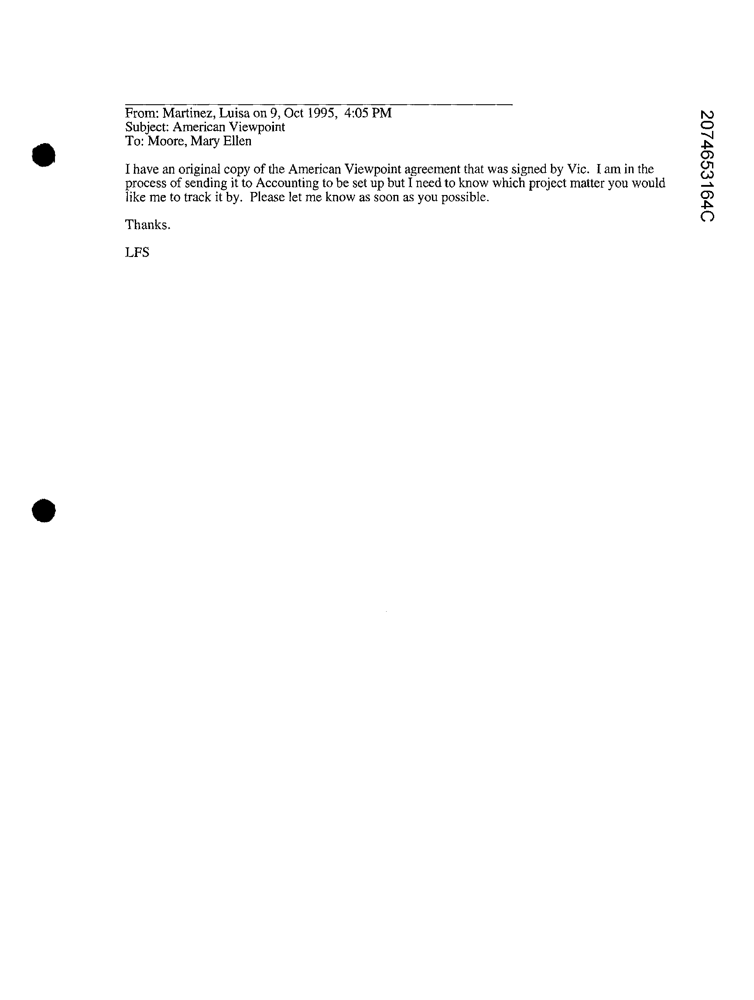 From: Martinez, Luisa on 9, Oct 1995, 4:05 PM
Subject: American Viewpoint
To: Moore, Mary Ellen
I have an original copy of the American Viewpoint agreement that was signed by Vic. I am in the
process of sending it to Accounting to be set up but I need to know which project matter you would
like me to track it by. Please let me know as soon as you possible.
Thanks.
LFS
2074653164C